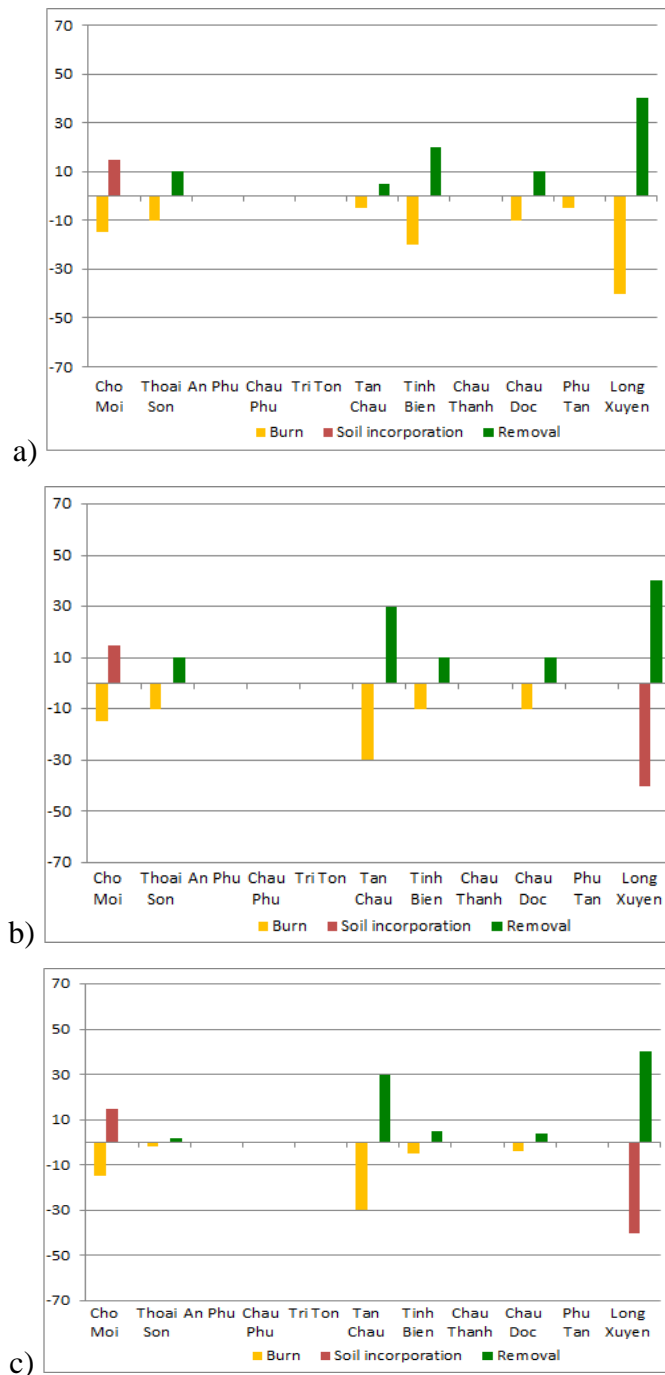 70
50
30
10
-10
-30
-50
-70
Cho Thoai An Phu Chau Tri Ton Tan Tinh Chau Chau Phu Long
Moi Son Phu Chau Bien Thanh Doc Tan Xuyen
Burn Soil incorporation Removal
a)
70
50
30
10
-10
-30
-50
-70
Cho Thoai An Phu Chau Tri Ton Tan Tinh Chau Chau Phu Long
Moi Son Phu Chau Bien Thanh Doc Tan Xuyen
Burn Soil incorporation Removal
b)
70
50
30
10
-10
-30
-50
-70
Cho Thoai An Phu Chau Tri Ton Tan Tinh Chau Chau Phu Long
Moi Son Phu Chau Bien Thanh Doc Tan Xuyen
Burn Soil incorporation Removal
c)